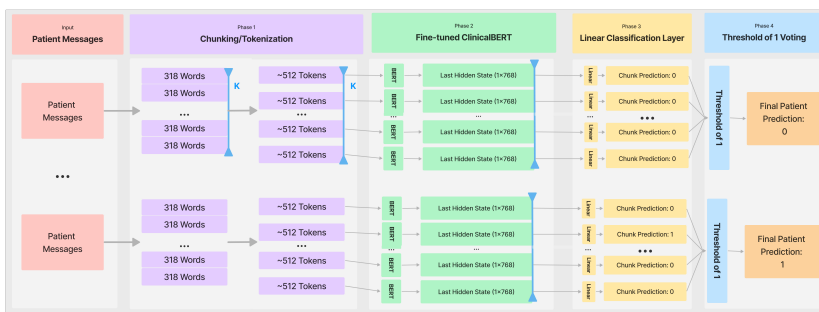 Input
Patient Messages
Phase 1
Chunking/Tokenization
Phase 2
Fine-tuned ClinicalBERT
Phase 3
Linear Classification Layer
Phase 4
Threshold of 1 Voting
Patient
Messages
318 Words
318 Words
...
318 Words
318 Words
K
~512 Tokens
~512 Tokens
...
~512 Tokens
~512 Tokens
K
BERT
BERT
...
BERT
BERT
Last Hidden State (1×768)
Last Hidden State (1×768)
...
Last Hidden State (1×768)
Last Hidden State (1×768)
Linear
Linear
Linear
Linear
Chunk Prediction: 0
Chunk Prediction: 0
...
Chunk Prediction: 0
Chunk Prediction: 0
Threshold of 1
Final Patient
Prediction:
0
...
Patient
Messages
318 Words
318 Words
...
318 Words
318 Words
~512 Tokens
~512 Tokens
...
~512 Tokens
~512 Tokens
BERT
BERT
...
BERT
BERT
Last Hidden State (1×768)
Last Hidden State (1×768)
...
Last Hidden State (1×768)
Last Hidden State (1×768)
Linear
Linear
Linear
Linear
Chunk Prediction: 0
Chunk Prediction: 1
...
Chunk Prediction: 0
Chunk Prediction: 0
Threshold of 1
Final Patient
Prediction:
1